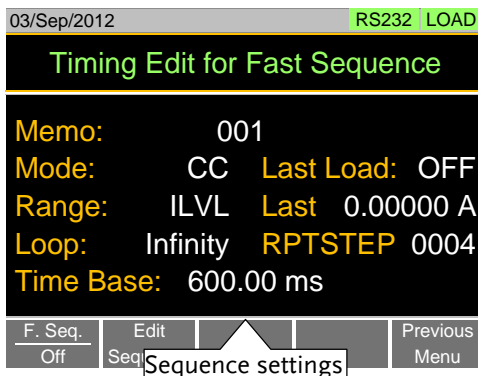 03/Sep/2012 RS232 LOAD
Timing Edit for Fast Sequence
Memo: 001
Mode: CC Last Load: OFF
Range: ILVL Last 0.00000 A
Loop: Infinity RPTSTEP 0004
Time Base: 600.00 ms
F. Seq. Edit Previous
Off Menu
Sequence settings